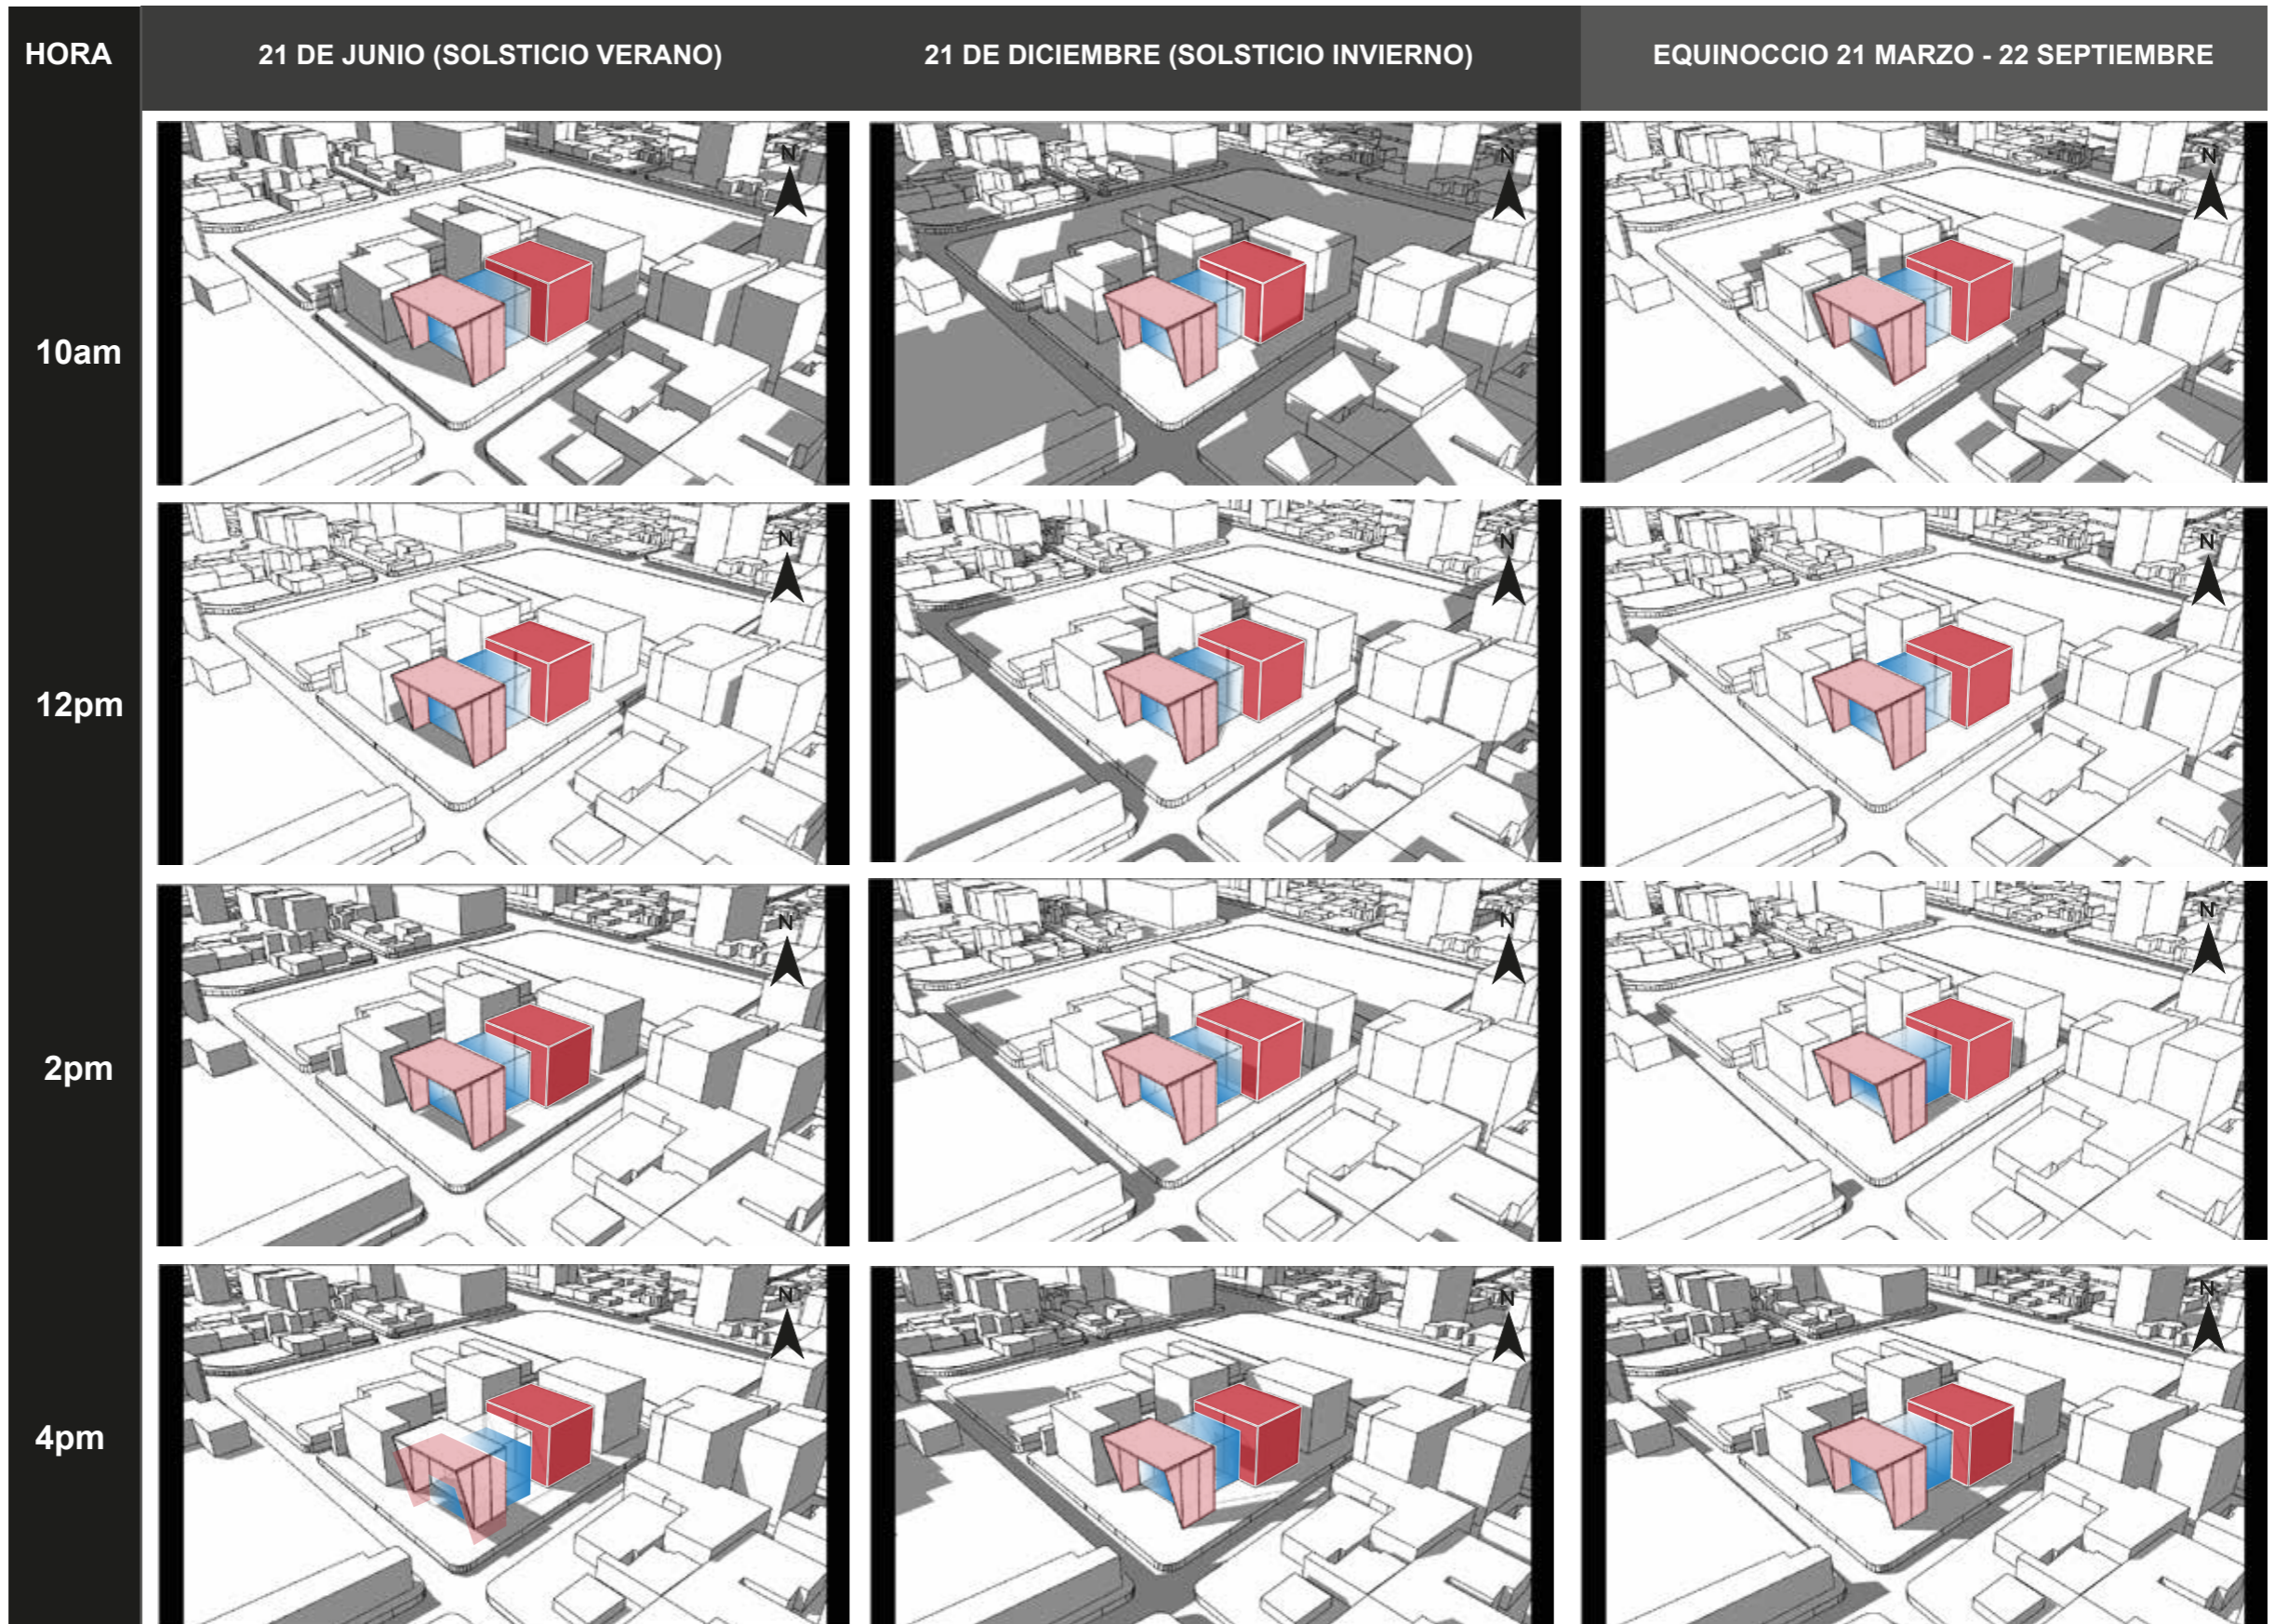 HORA
21 DE JUNIO (SOLSTICIO VERANO)
21 DE DICIEMBRE (SOLSTICIO INVIERNO)
EQUINOCCIO 21 MARZO - 22 SEPTIEMBRE
10am
N
N
N
12pm
N
N
N
2pm
N
N
N
4pm
N
N
N